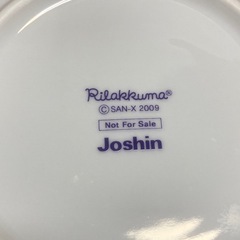 Rilakkuma®
©SAN-X 2009
Not For Sale
Joshin